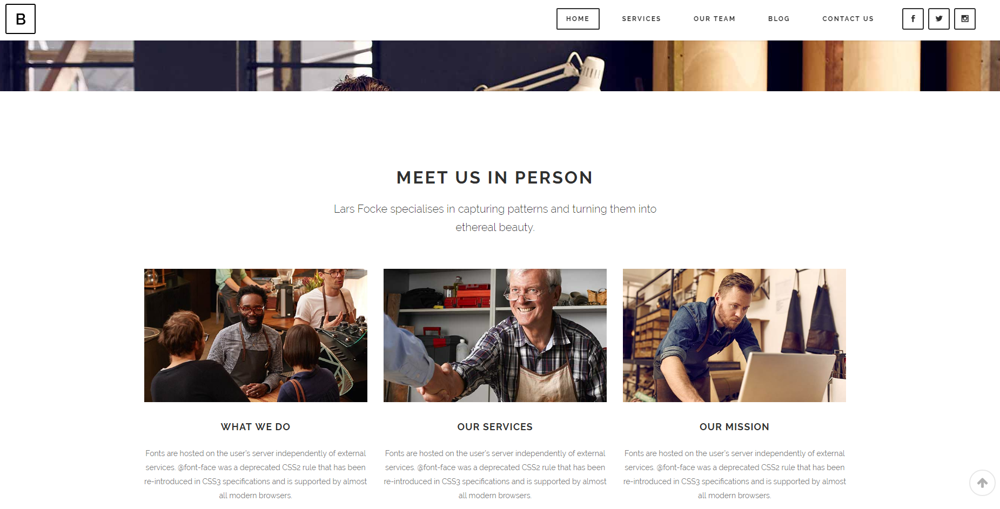 B
HOME SERVICES OUR TEAM BLOG CONTACT US
MEET US IN PERSON
Lars Focke specialises in capturing patterns and turning them into
ethereal beauty.
WHAT WE DO
Fonts are hosted on the user's server independently of external
services. @font-face was a deprecated CSS2 rule that has been
re-introduced in CSS3 specifications and is supported by almost
all modern browsers.
OUR SERVICES
Fonts are hosted on the user's server independently of external
services. @font-face was a deprecated CSS2 rule that has been
re-introduced in CSS3 specifications and is supported by almost
all modern browsers.
OUR MISSION
Fonts are hosted on the user's server independently of external
services. @font-face was a deprecated CSS2 rule that has been
re-introduced in CSS3 specifications and is supported by almost
all modern browsers.